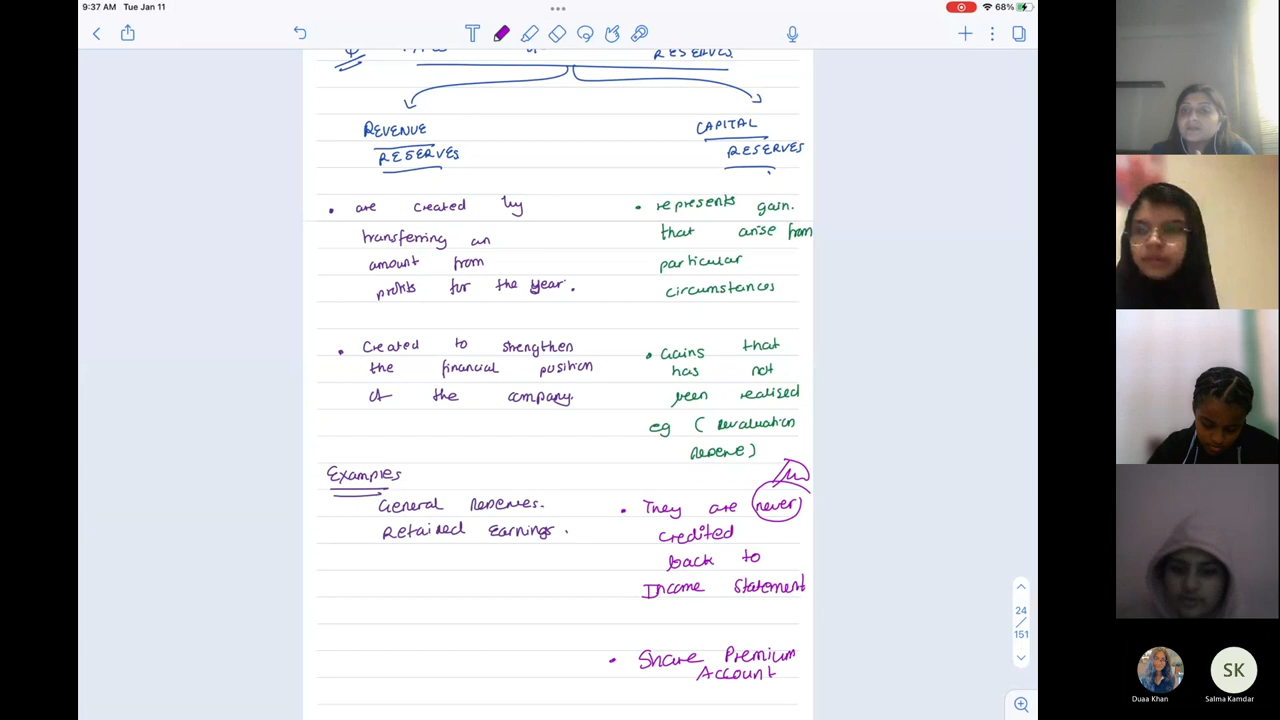 9:37 AM Tue Jan 11
68%
RESERVES.
REVENUE
RESERVES
CAPITAL
RESERVES
• are created by
transferring an
amount from
profits for the year.
• represents gain.
that arise from
particular
circumstances
• Created to strengthen
the financial position
of the company.
• Gains that
has not
been realised
eg (revaluation
reserve)
Examples
General Reserves.
Retained Earnings.
• They are never
credited
back to
Income Statement
• Share Premium
Account
24
/
151
T
SK
Duaa Khan
Salma Kamdar